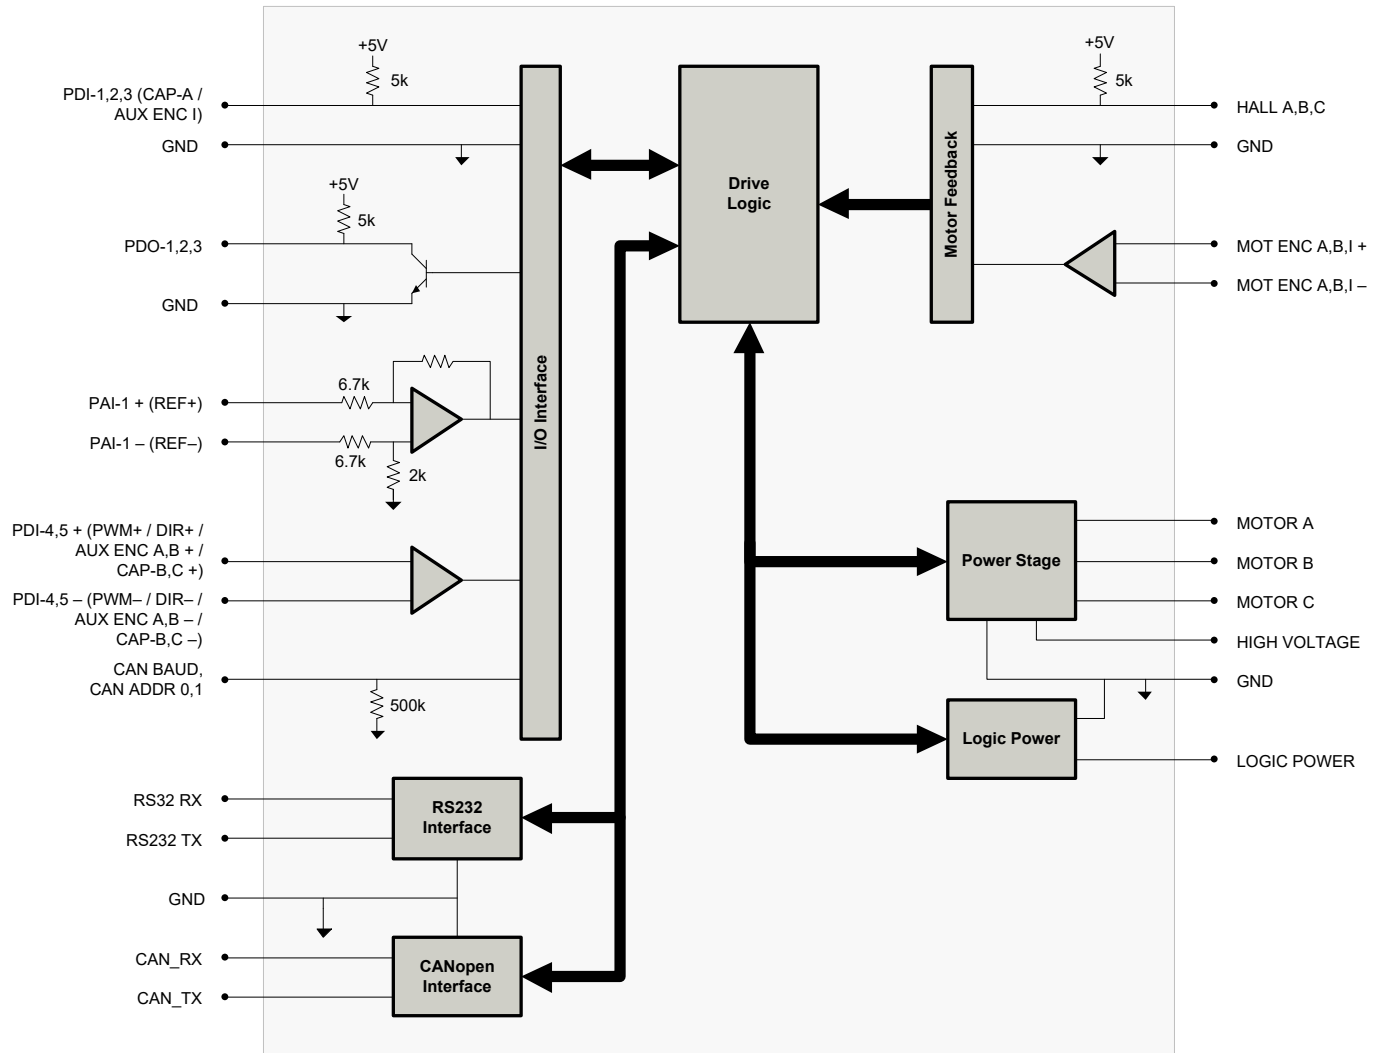 +5V
5k
PDI-1,2,3 (CAP-A /
AUX ENC I)
GND
+5V
5k
PDO-1,2,3
GND
6.7k
PAI-1 + (REF+)
PAI-1 – (REF–)
6.7k
2k
PDI-4,5 + (PWM+ / DIR+ /
AUX ENC A,B + /
CAP-B,C +)
PDI-4,5 – (PWM– / DIR– /
AUX ENC A,B – /
CAP-B,C –)
CAN BAUD,
CAN ADDR 0,1
500k
I/O Interface
RS32 RX
RS232 TX
RS232
Interface
GND
CAN_RX
CAN_TX
CANopen
Interface
Drive
Logic
Motor Feedback
+5V
5k
HALL A,B,C
GND
MOT ENC A,B,I +
MOT ENC A,B,I –
Power Stage
MOTOR A
MOTOR B
MOTOR C
HIGH VOLTAGE
GND
Logic Power
LOGIC POWER